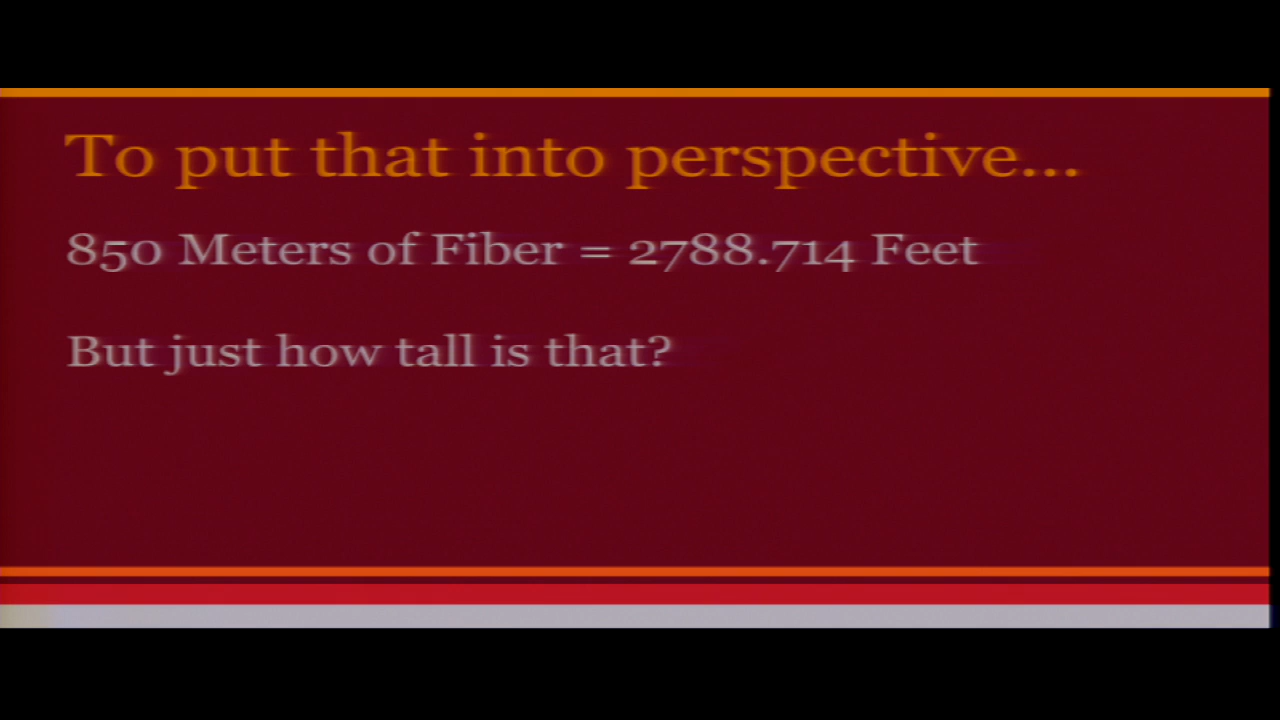 To put that into perspective...
850 Meters of Fiber = 2788.714 Feet
But just how tall is that?